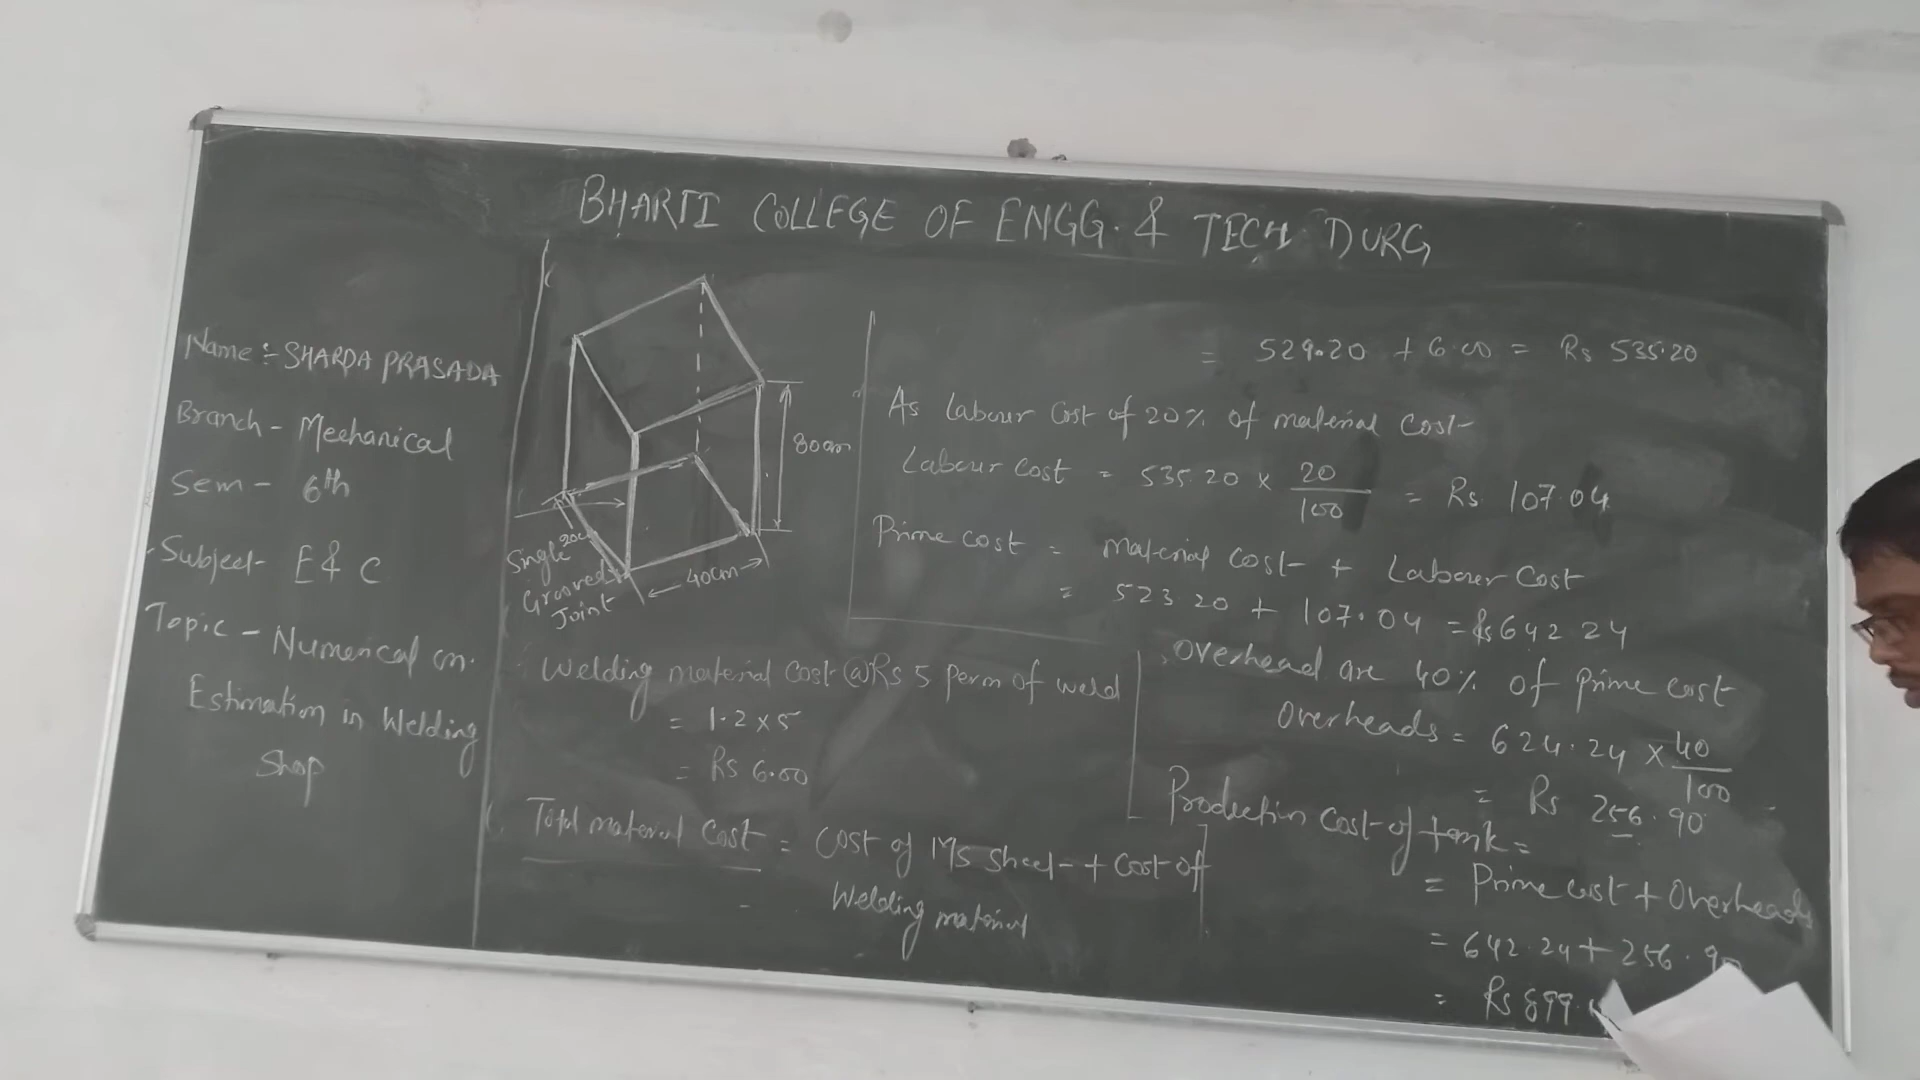 BHARTI COLLEGE OF ENGG. & TECH. DURG
Name :- SHARDA PRASADA
Branch - Mechanical
Sem - 6th
Subject - E & C
Topic - Numerical on
Estimation in Welding
Shop
80cm
20c
40cm
Single
Grooved
Joint
Welding material cost @Rs 5 per m of weld
= 1.2 x 5
= Rs 6.00
Total material Cost = Cost of MS sheet + Cost of
Welding material
= 529.20 + 6.00 = Rs 535.20
As Labour Cost of 20% of material Cost
Labour Cost = 535.20 x 20/100 = Rs. 107.04
Prime Cost = material Cost + Labour Cost
= 523.20 + 107.04 = Rs 642.24
Overhead are 40% of prime cost
Overheads = 624.24 x 40/100
= Rs 256.90
Production Cost of tank =
= Prime Cost + Overheads
= 642.24 + 256.90
= Rs 899.